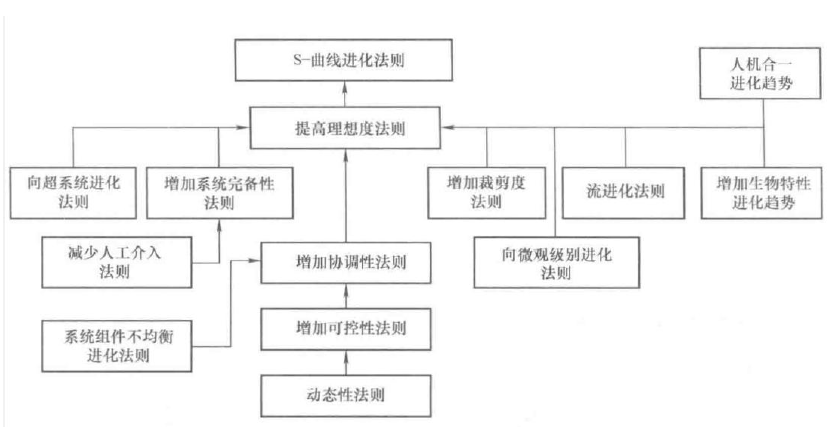 S-曲线进化法则
人机合一
进化趋势
提高理想度法则
向超系统进化
法则
增加系统完备性
法则
增加裁剪度
法则
流进化法则
增加生物特性
进化趋势
减少人工介入
法则
增加协调性法则
向微观级别进化
法则
系统组件不均衡
进化法则
增加可控性法则
动态性法则